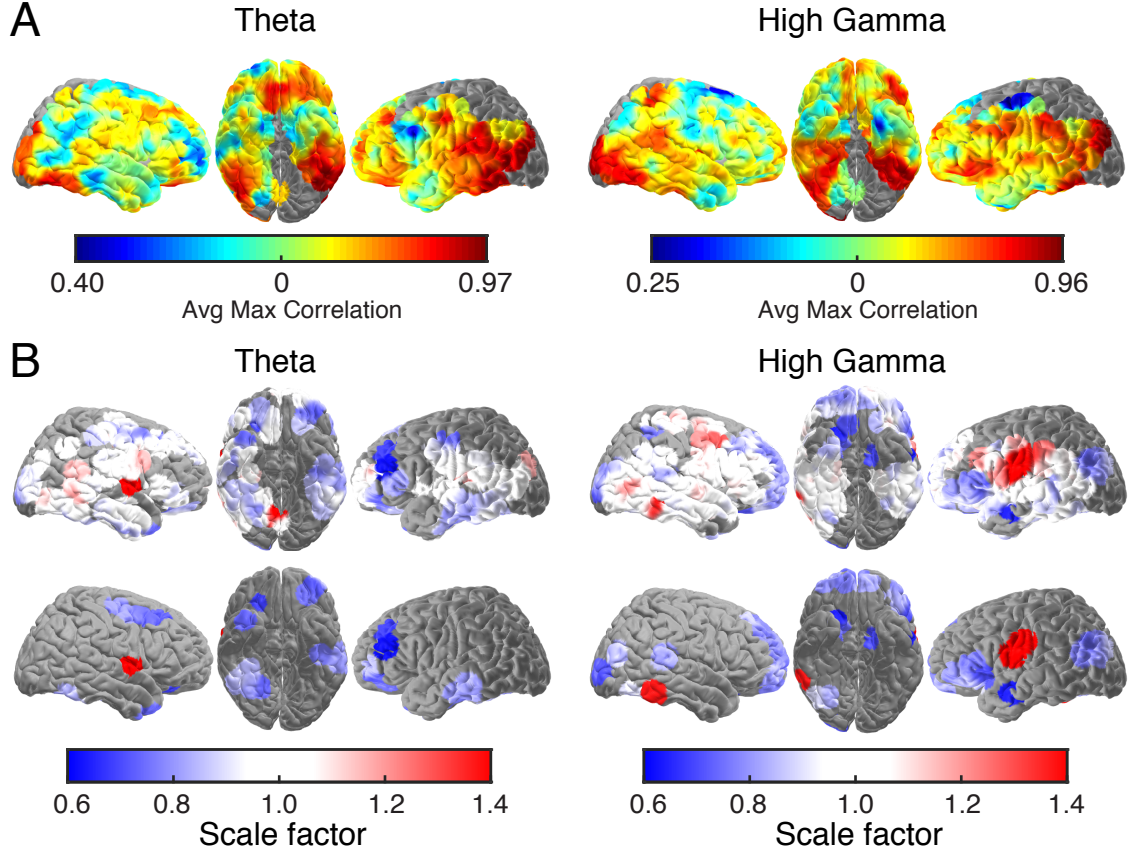 A
Theta
High Gamma
0.40 0 0.97
Avg Max Correlation
0.25 0 0.96
Avg Max Correlation
B
Theta
High Gamma
0.6 0.8 1.0 1.2 1.4
Scale factor
0.6 0.8 1.0 1.2 1.4
Scale factor